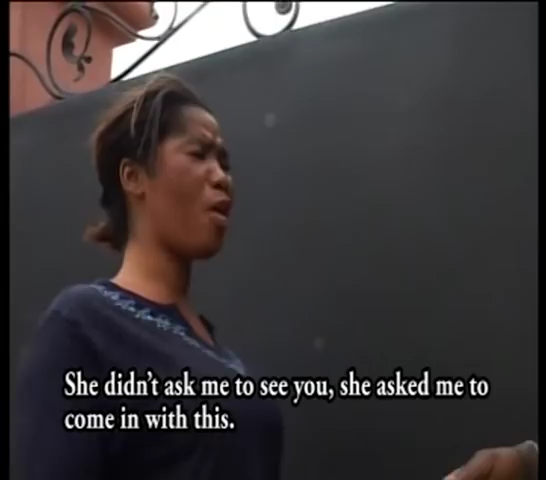 She didn't ask me to see you, she asked me to
come in with this.